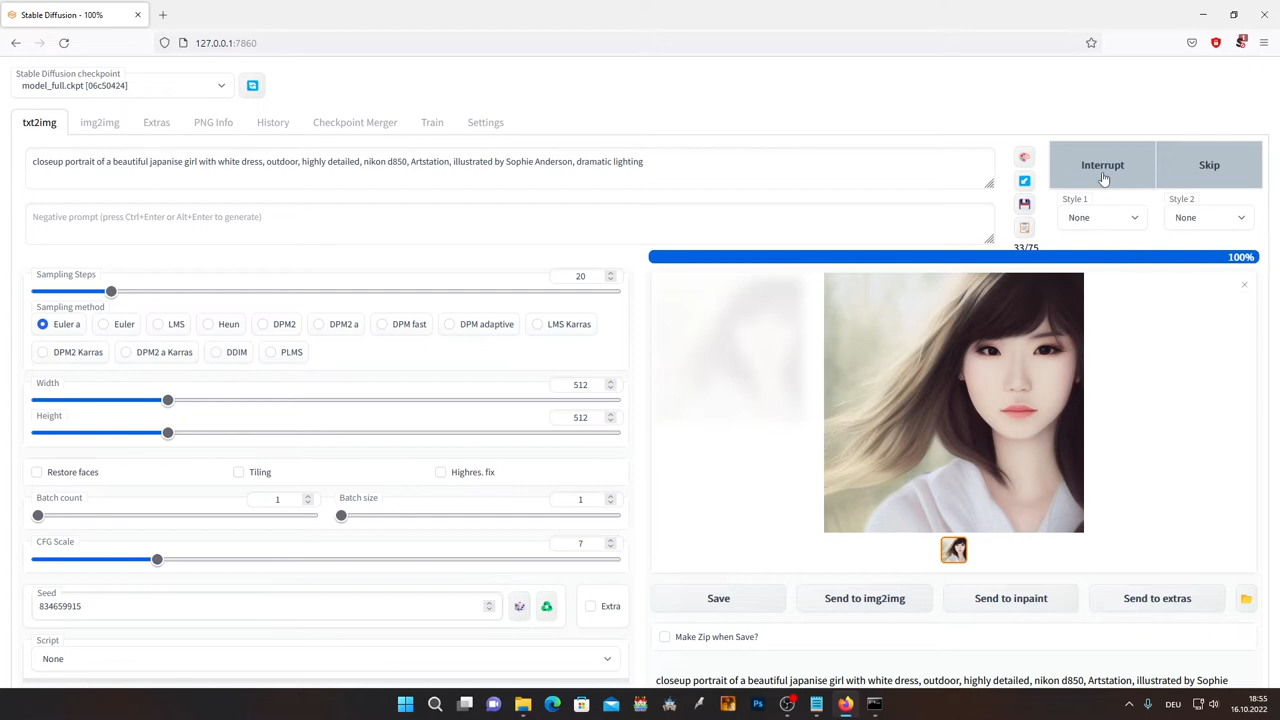 Stable Diffusion - 100%
127.0.0.1:7860
1
Stable Diffusion checkpoint
model_full.ckpt [06c50424]
txt2img
img2img
Extras
PNG Info
History
Checkpoint Merger
Train
Settings
closeup portrait of a beautiful japanise girl with white dress, outdoor, highly detailed, nikon d850, Artstation, illustrated by Sophie Anderson, dramatic lighting
Interrupt
Skip
Negative prompt (press Ctrl+Enter or Alt+Enter to generate)
Style 1
None
Style 2
None
33/75
Sampling Steps
20
Sampling method
Euler a
Euler
LMS
Heun
DPM2
DPM2 a
DPM fast
DPM adaptive
LMS Karras
DPM2 Karras
DPM2 a Karras
DDIM
PLMS
Width
512
Height
512
Restore faces
Tiling
Highres. fix
Batch count
1
Batch size
1
CFG Scale
7
Seed
834659915
Extra
Script
None
100%
Save
Send to img2img
Send to inpaint
Send to extras
Make Zip when Save?
closeup portrait of a beautiful japanise girl with white dress, outdoor, highly detailed, nikon d850, Artstation, illustrated by Sophie
Ps
DEU
18:55
16.10.2022